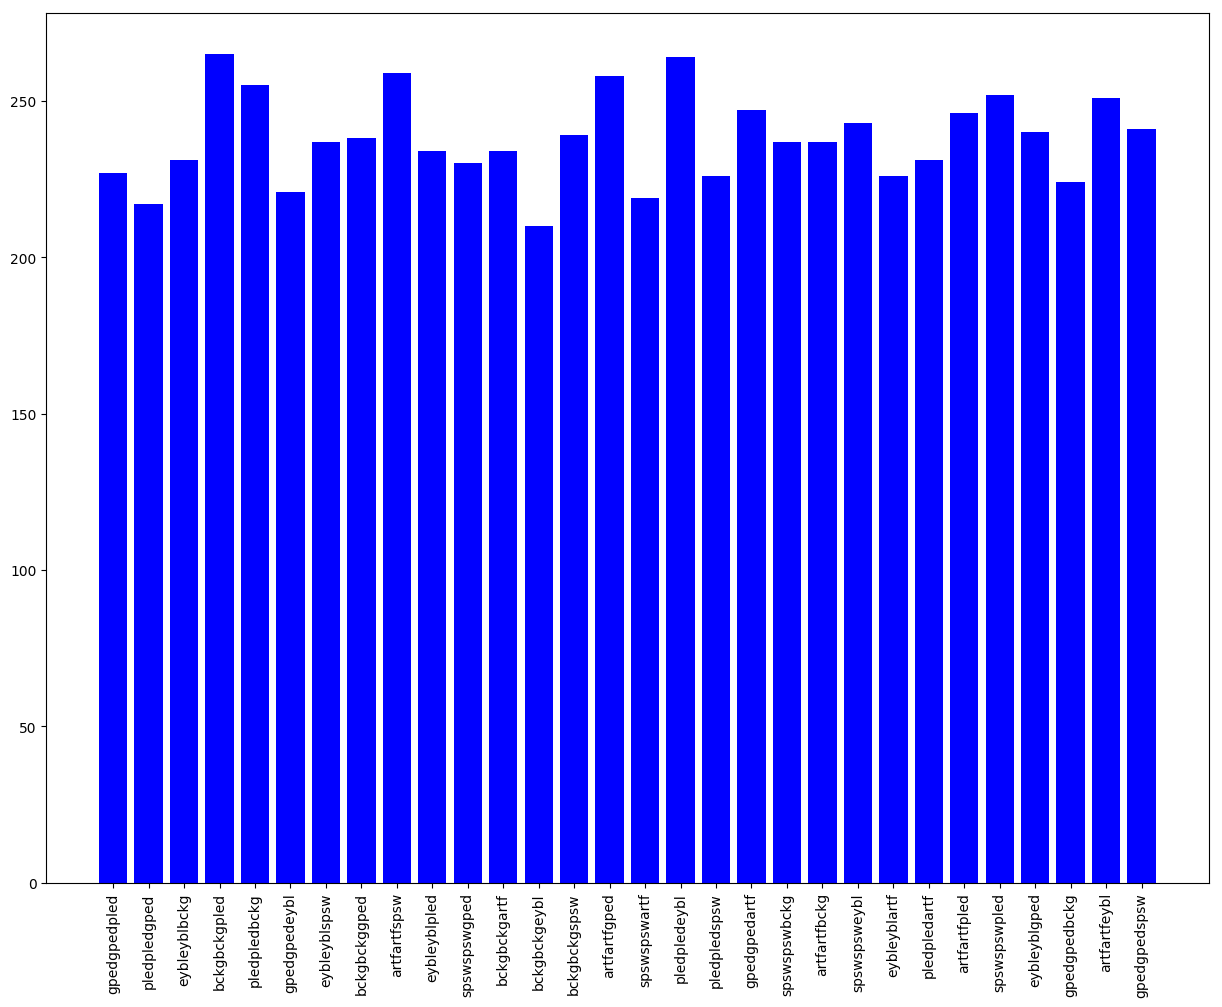 250
200
150
100
50
0
gpedgpedpled
pledpledgped
eybleyblbckg
bckgbckgpled
pledpledbckg
gpedgpedeybl
eybleyblspsw
bckgbckggped
artfartfspsw
eybleyblpled
spswspswgped
bckgbckgartf
bckgbckgeybl
bckgbckgspsw
artfartfgped
spswspswartf
pledpledeybl
pledpledspsw
gpedgpedartf
spswspswbckg
artfartfbckg
spswspsweybl
eybleyblartf
pledpledartf
artfartfpled
spswspswpled
eybleyblgped
gpedgpedbckg
artfartfeybl
gpedgpedspsw